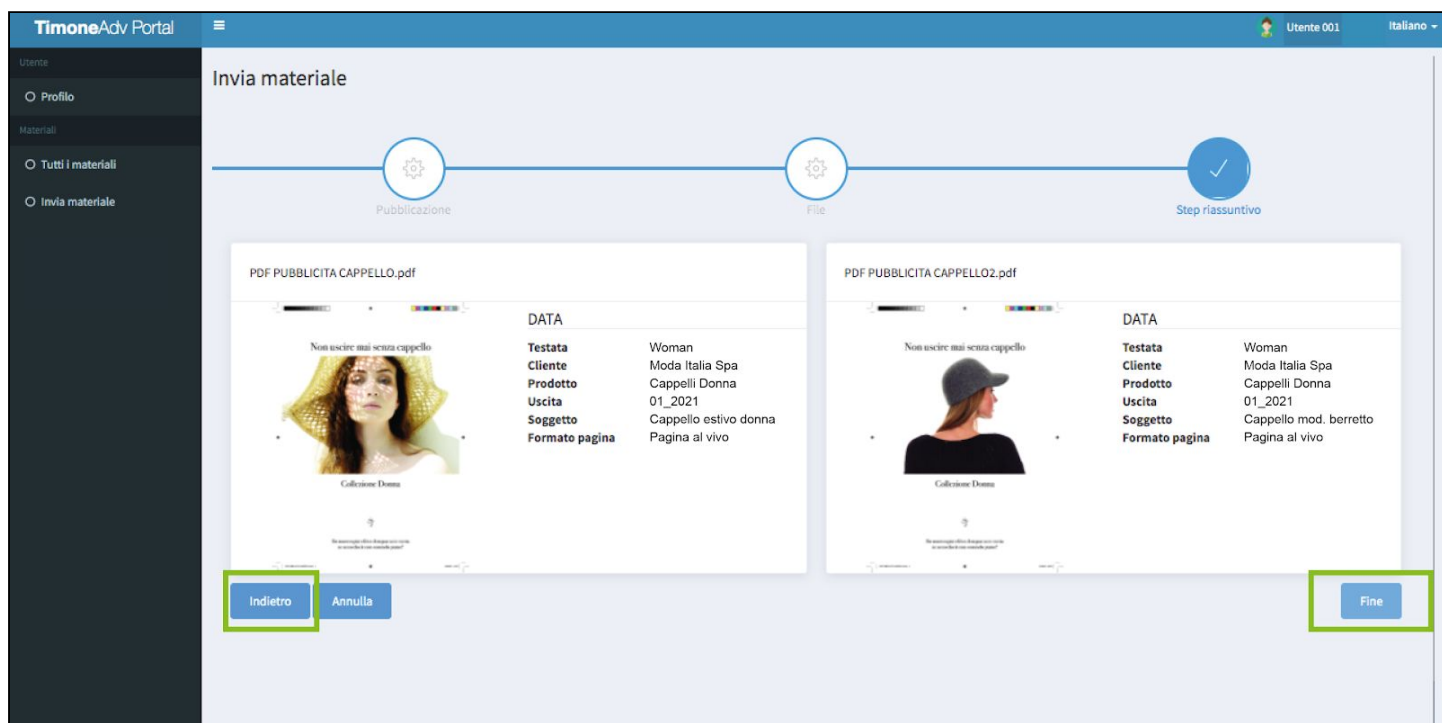 TimoneAdv Portal
Utente 001
Italiano
Utente
Profilo
Materiali
Tutti i materiali
Invia materiale
Invia materiale
Pubblicazione
File
Step riassuntivo
PDF PUBBLICITA CAPPELLO.pdf
Non uscire mai senza cappello
Collezione Donna
DATA
Testata Woman
Cliente Moda Italia Spa
Prodotto Cappelli Donna
Uscita 01_2021
Soggetto Cappello estivo donna
Formato pagina Pagina al vivo
PDF PUBBLICITA CAPPELLO2.pdf
Non uscire mai senza cappello
Collezione Donna
DATA
Testata Woman
Cliente Moda Italia Spa
Prodotto Cappelli Donna
Uscita 01_2021
Soggetto Cappello mod. berretto
Formato pagina Pagina al vivo
Indietro
Annulla
Fine